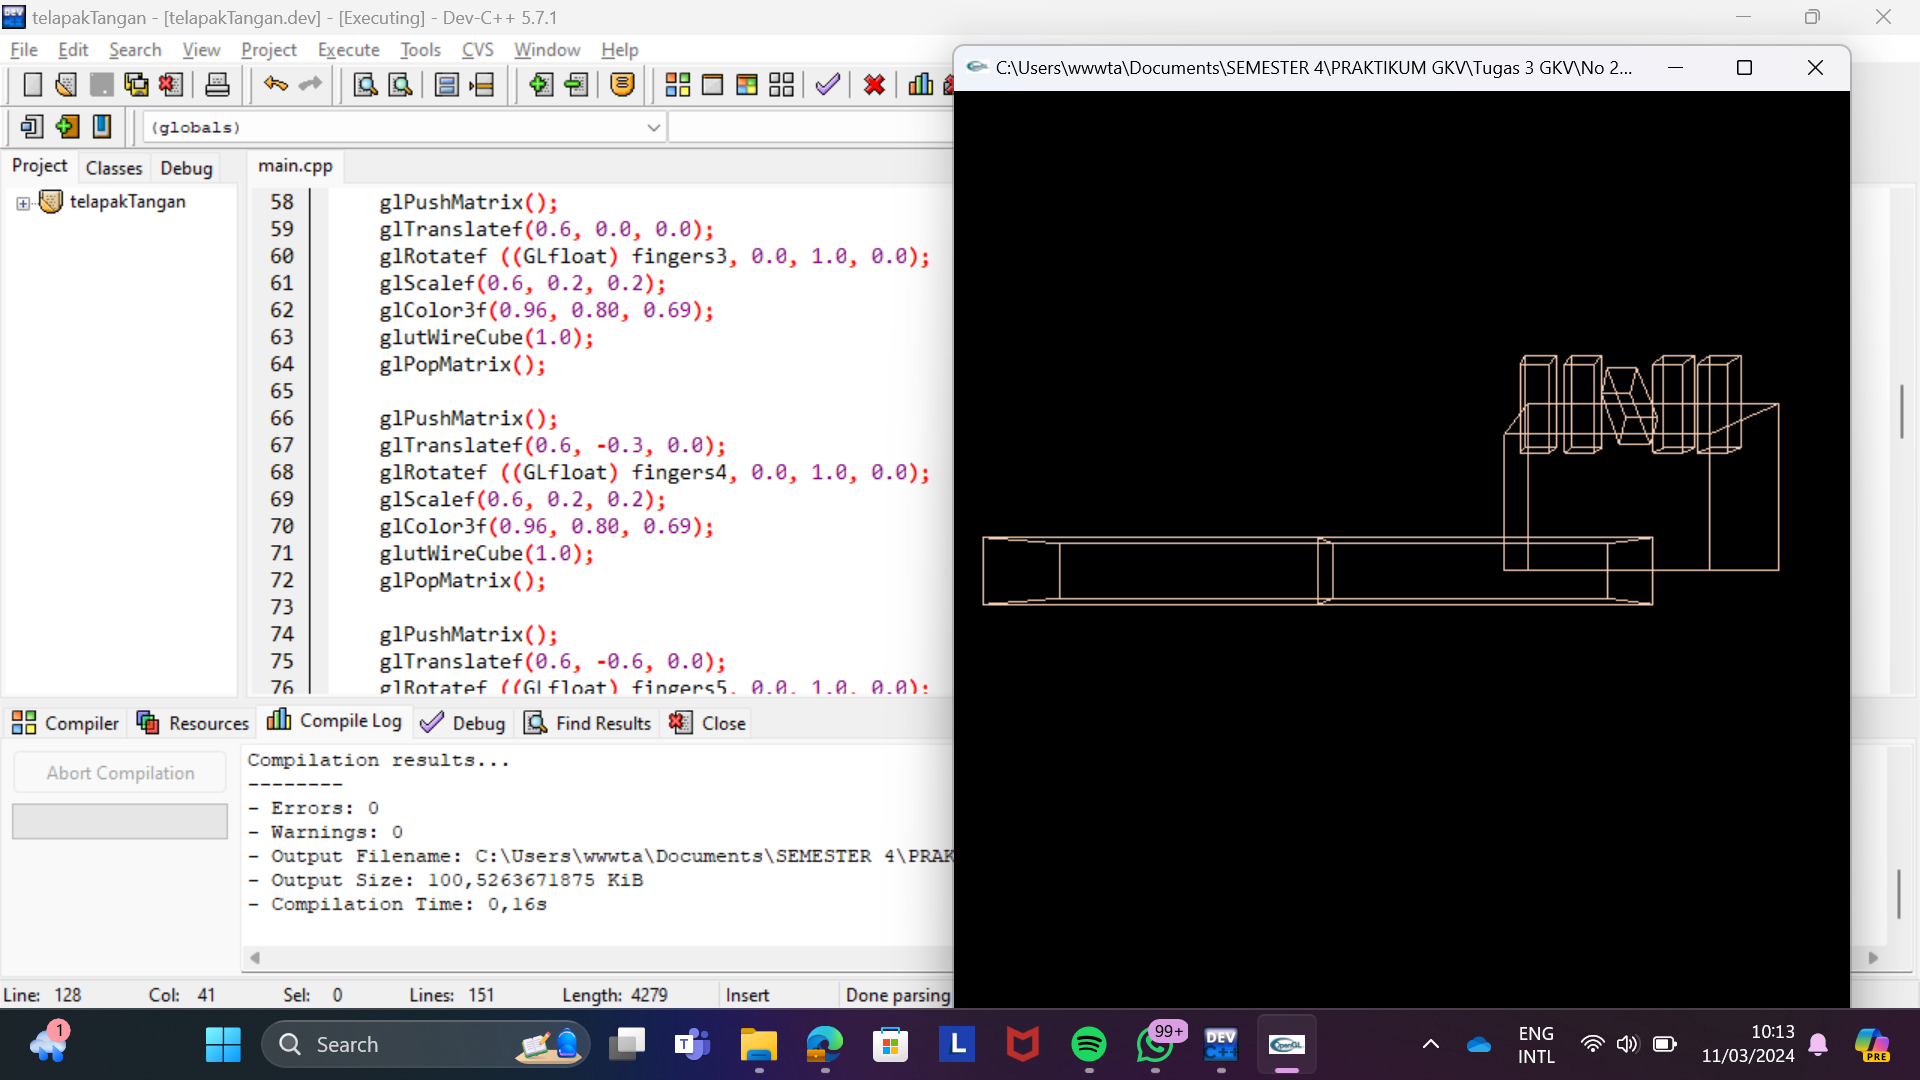 telapakTangan - [telapakTangan.dev] - [Executing] - Dev-C++ 5.7.1
File Edit Search View Project Execute Tools CVS Window Help
C:\Users\wwwta\Documents\SEMESTER 4\PRAKTIKUM GKV\Tugas 3 GKV\No 2...
(globals)
Project Classes Debug
main.cpp
telapakTangan
58 glPushMatrix();
59 glTranslatef(0.6, 0.0, 0.0);
60 glRotatef ((GLfloat) fingers3, 0.0, 1.0, 0.0);
61 glScalef(0.6, 0.2, 0.2);
62 glColor3f(0.96, 0.80, 0.69);
63 glutWireCube(1.0);
64 glPopMatrix();
65
66 glPushMatrix();
67 glTranslatef(0.6, -0.3, 0.0);
68 glRotatef ((GLfloat) fingers4, 0.0, 1.0, 0.0);
69 glScalef(0.6, 0.2, 0.2);
70 glColor3f(0.96, 0.80, 0.69);
71 glutWireCube(1.0);
72 glPopMatrix();
73
74 glPushMatrix();
75 glTranslatef(0.6, -0.6, 0.0);
76 glRotatef ((GLfloat) fingers5, 0.0, 1.0, 0.0);
Compiler Resources Compile Log Debug Find Results Close
Abort Compilation
Compilation results...
--------
- Errors: 0
- Warnings: 0
- Output Filename: C:\Users\wwwta\Documents\SEMESTER 4\PRAK
- Output Size: 100,5263671875 KiB
- Compilation Time: 0,16s
Line: 128 Col: 41 Sel: 0 Lines: 151 Length: 4279 Insert Done parsing
1
Search
T
L
99+
DEV C++
OpenGL
ENG
INTL
10:13
11/03/2024
PRE